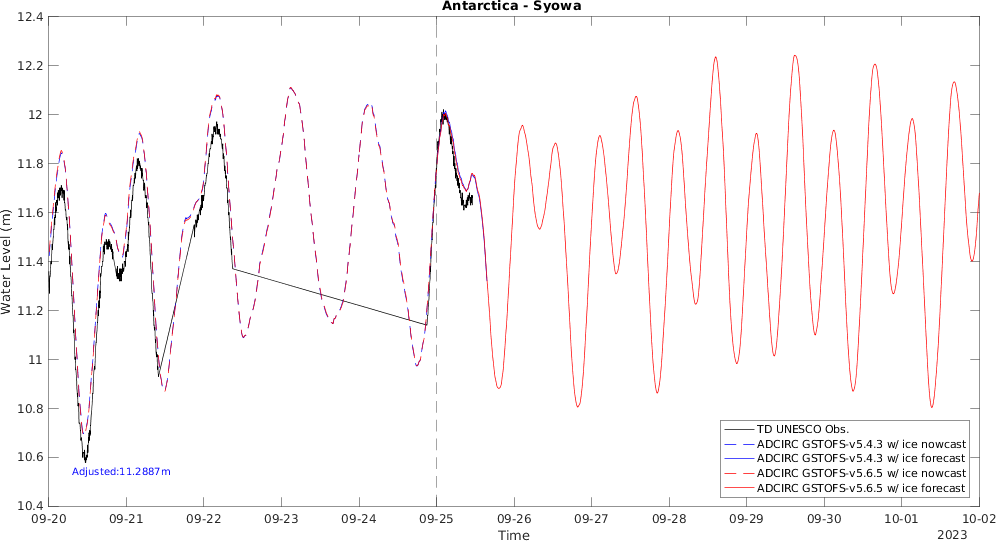 Antarctica - Syowa
12.4
12.2
12
11.8
11.6
11.4
11.2
11
10.8
10.6
10.4
Water Level (m)
Adjusted:11.2887m
TD UNESCO Obs.
ADCIRC GSTOFS-v5.4.3 w/ ice nowcast
ADCIRC GSTOFS-v5.4.3 w/ ice forecast
ADCIRC GSTOFS-v5.6.5 w/ ice nowcast
ADCIRC GSTOFS-v5.6.5 w/ ice forecast
09-20 09-21 09-22 09-23 09-24 09-25 09-26 09-27 09-28 09-29 09-30 10-01 10-02
Time
2023